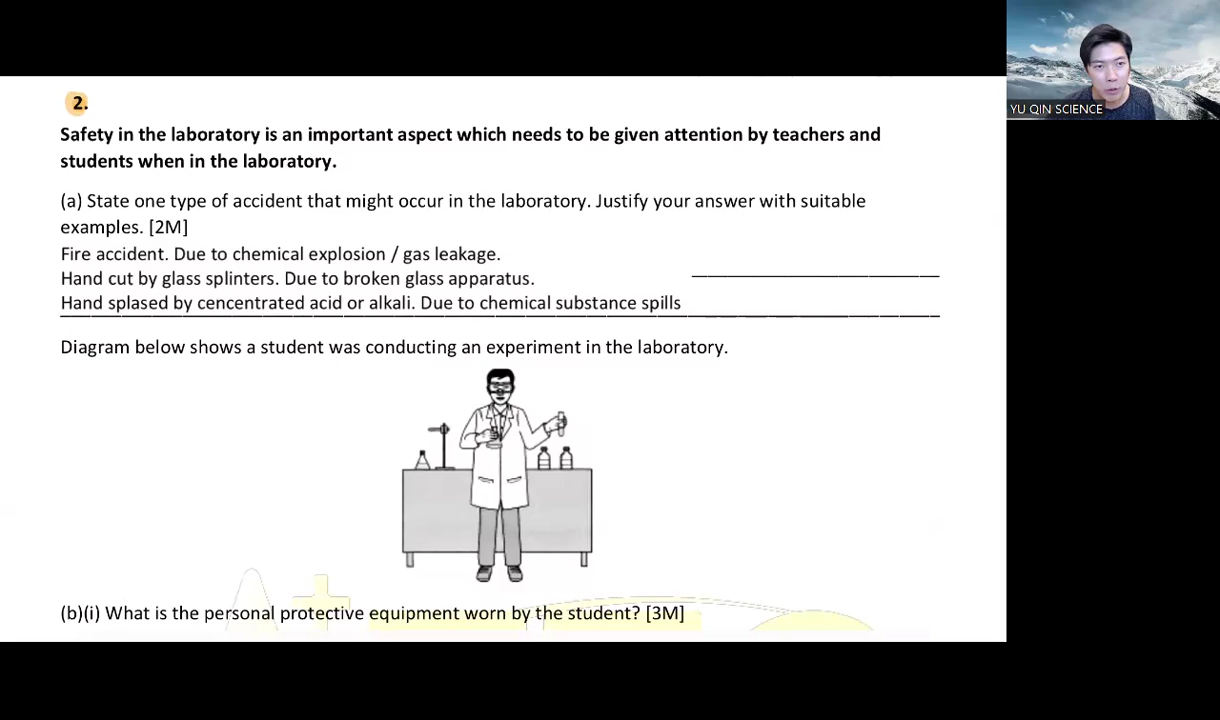 YU QIN SCIENCE
2.
Safety in the laboratory is an important aspect which needs to be given attention by teachers and
students when in the laboratory.
(a) State one type of accident that might occur in the laboratory. Justify your answer with suitable
examples. [2M]
Fire accident. Due to chemical explosion / gas leakage.
Hand cut by glass splinters. Due to broken glass apparatus.
Hand splased by cencentrated acid or alkali. Due to chemical substance spills
Diagram below shows a student was conducting an experiment in the laboratory.
(b)(i) What is the personal protective equipment worn by the student? [3M]